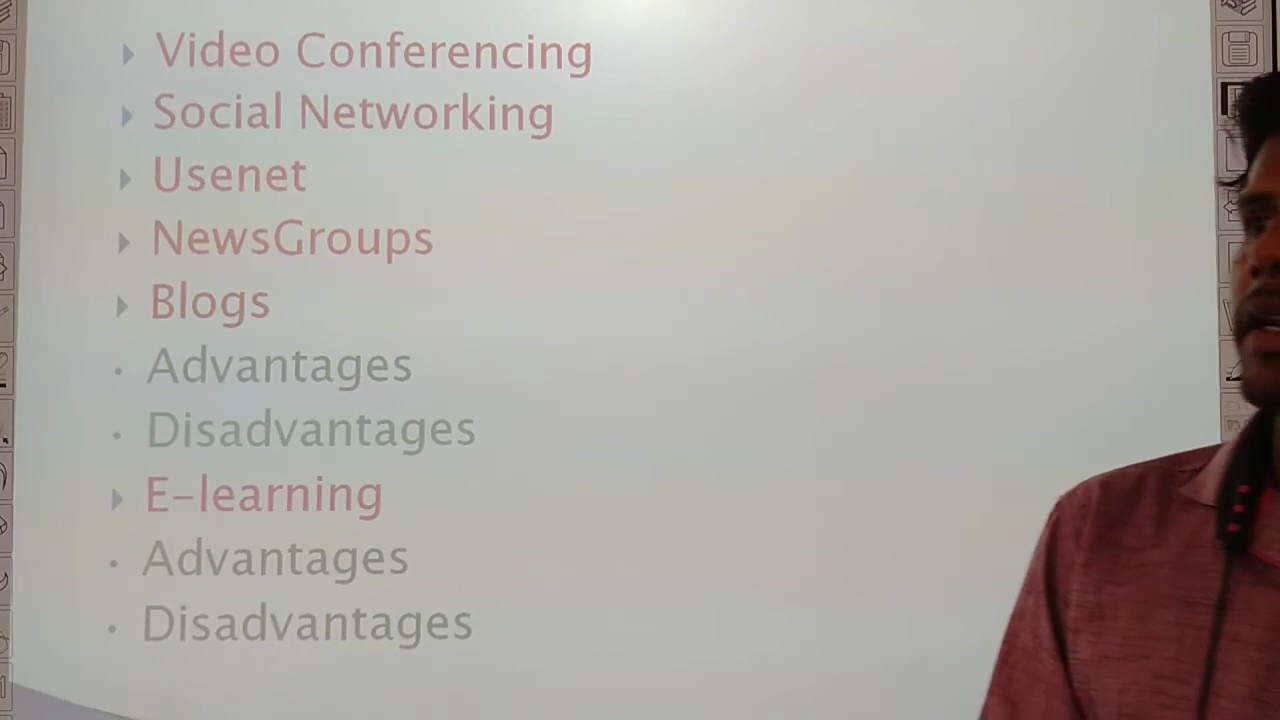 Video Conferencing
Social Networking
Usenet
NewsGroups
Blogs
Advantages
Disadvantages
E-learning
Advantages
Disadvantages